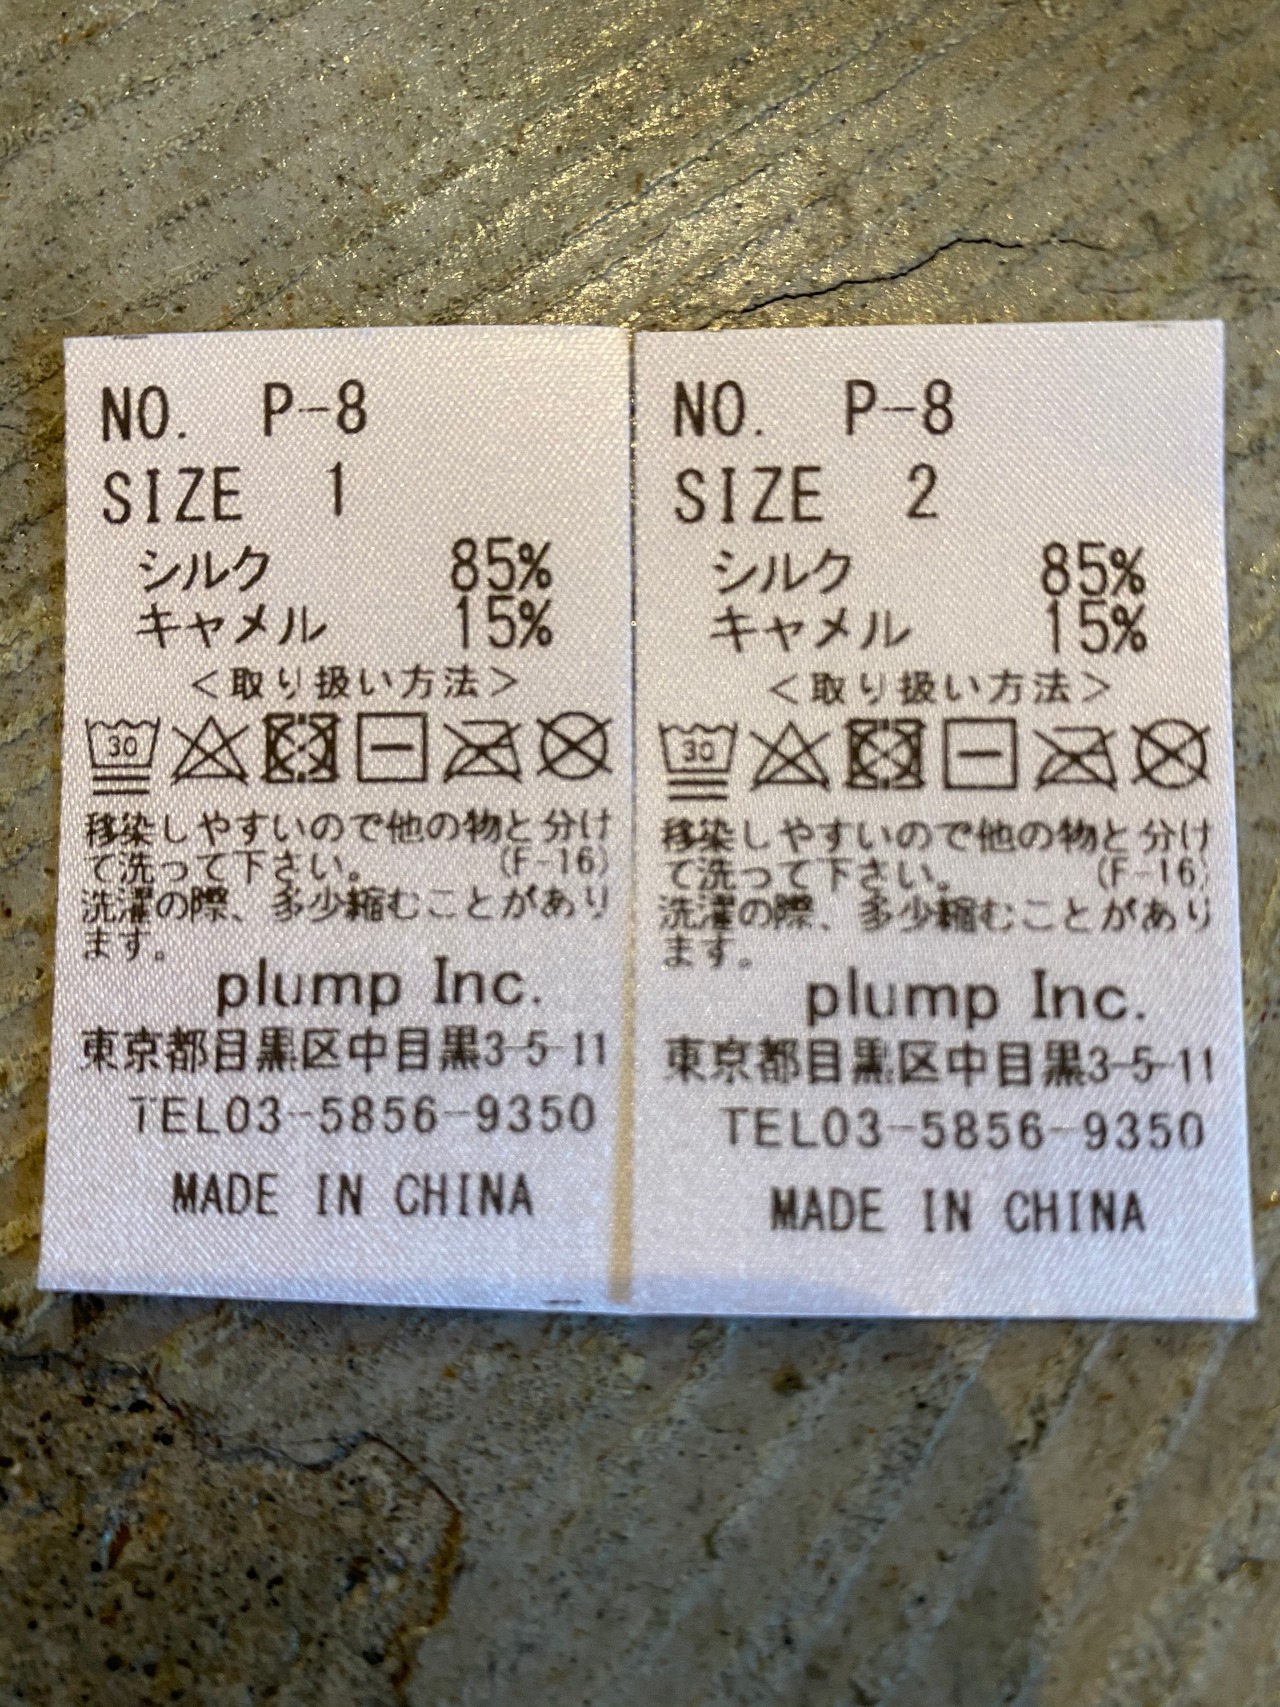 NO. P-8
SIZE 1
シルク 85%
キャメル 15%
＜取り扱い方法＞
30
移染しやすいので他の物と分け
て洗って下さい。 (F-16)
洗濯の際、多少縮むことがあり
ます。
plump Inc.
東京都目黒区中目黒3-5-11
TEL03-5856-9350
MADE IN CHINA
NO. P-8
SIZE 2
シルク 85%
キャメル 15%
＜取り扱い方法＞
30
移染しやすいので他の物と分け
て洗って下さい。 (F-16)
洗濯の際、多少縮むことがあり
ます。
plump Inc.
東京都目黒区中目黒3-5-11
TEL03-5856-9350
MADE IN CHINA